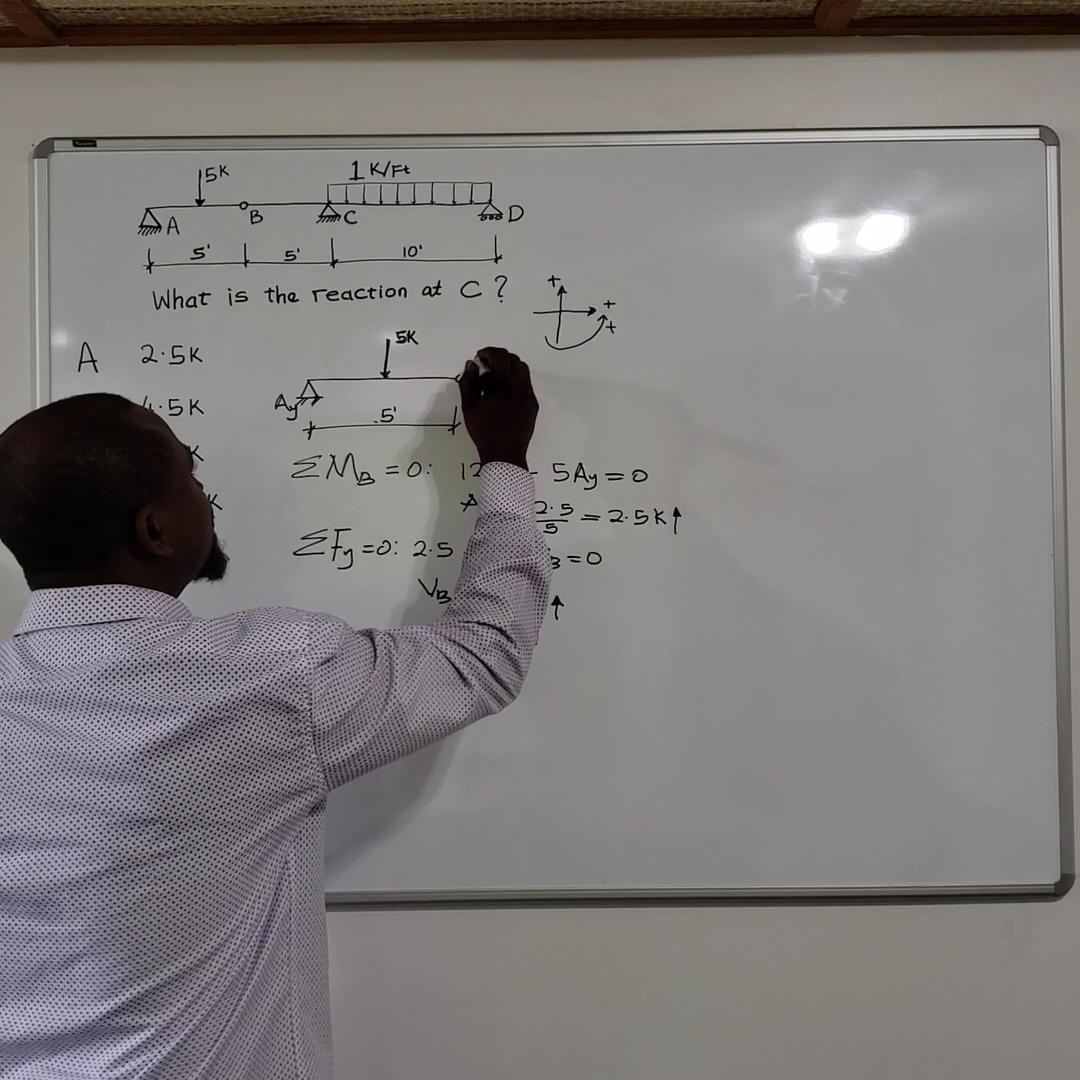 5K
1 K/Ft
A B C D
5' 5' 10'
What is the reaction at C ?
+
+
+
A 2.5K
4.5K
K
K
5K
Ay
5'
ΣM_B = 0: 12 - 5Ay = 0
2.5/5 = 2.5K↑
ΣFy = 0: 2.5 B = 0
V_B ↑